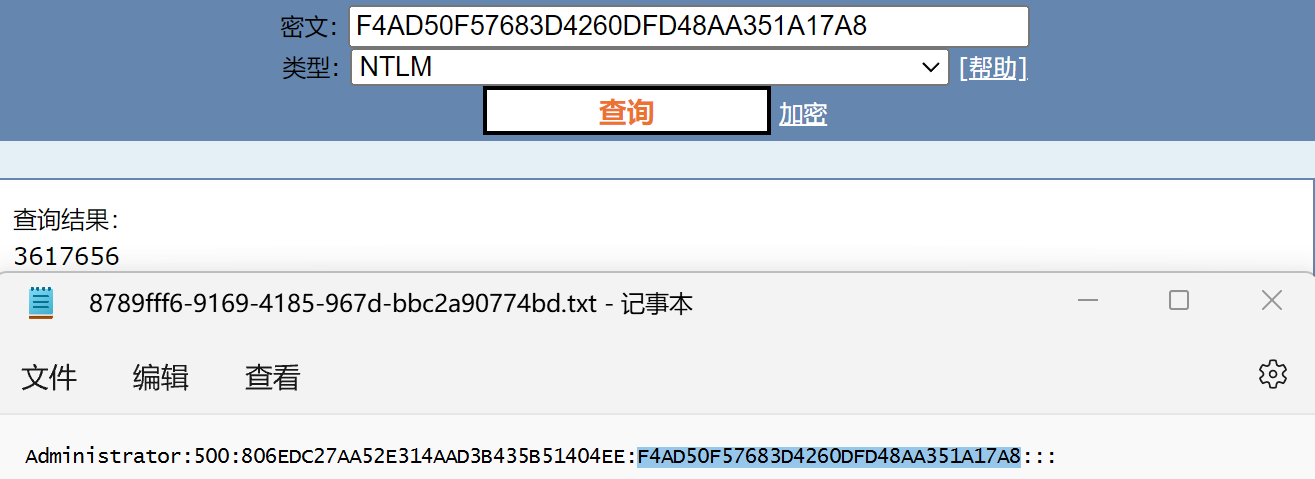 密文: F4AD50F57683D4260DFD48AA351A17A8
类型: NTLM [帮助]
查询 加密
查询结果:
3617656
8789fff6-9169-4185-967d-bbc2a90774bd.txt - 记事本
文件 编辑 查看
Administrator:500:806EDC27AA52E314AAD3B435B51404EE:F4AD50F57683D4260DFD48AA351A17A8:::